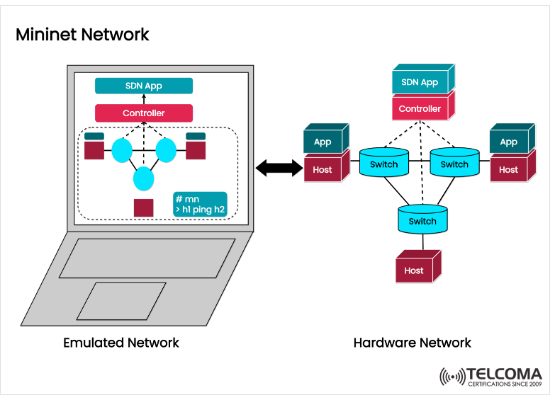 Mininet Network
SDN App
Controller
# mn
> h1 ping h2
Emulated Network
SDN App
Controller
App
Host
Switch
Switch
App
Host
Switch
Host
Hardware Network
TELCOMA
CERTIFICATIONS SINCE 2009